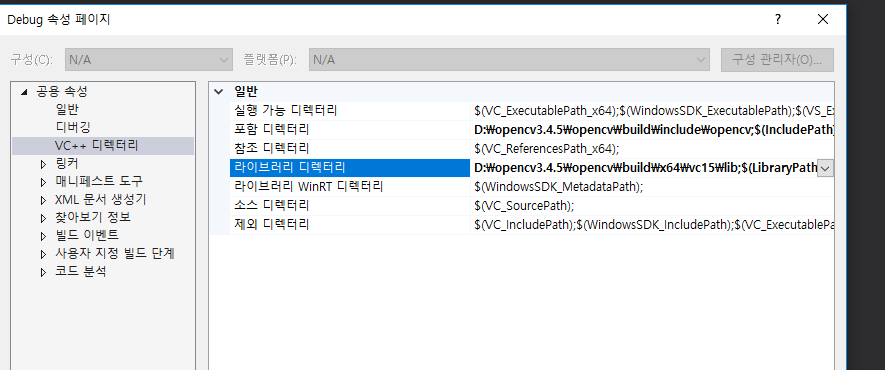 Debug 속성 페이지
구성(C): N/A 플랫폼(P): N/A 구성 관리자(O)...
공용 속성
일반
디버깅
VC++ 디렉터리
링커
매니페스트 도구
XML 문서 생성기
찾아보기 정보
빌드 이벤트
사용자 지정 빌드 단계
코드 분석
일반
실행 가능 디렉터리 $(VC_ExecutablePath_x64);$(WindowsSDK_ExecutablePath);$(VS_Ex
포함 디렉터리 D:₩opencv3.4.5₩opencv₩build₩include₩opencv;$(IncludePath)
참조 디렉터리 $(VC_ReferencesPath_x64);
라이브러리 디렉터리 D:₩opencv3.4.5₩opencv₩build₩x64₩vc15₩lib;$(LibraryPath
라이브러리 WinRT 디렉터리 $(WindowsSDK_MetadataPath);
소스 디렉터리 $(VC_SourcePath);
제외 디렉터리 $(VC_IncludePath);$(WindowsSDK_IncludePath);$(VC_ExecutablePa